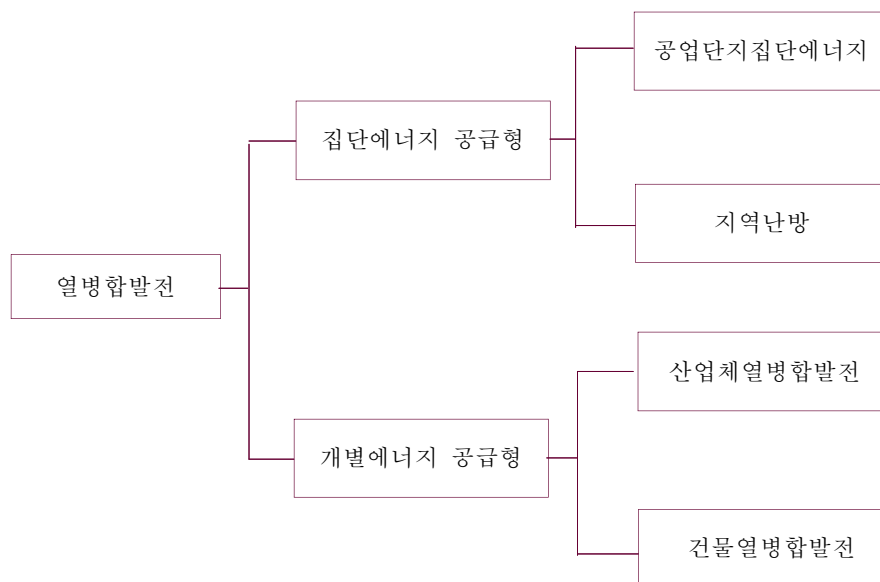 공업단지집단에너지
집단에너지 공급형
지역난방
열병합발전
산업체열병합발전
개별에너지 공급형
건물열병합발전